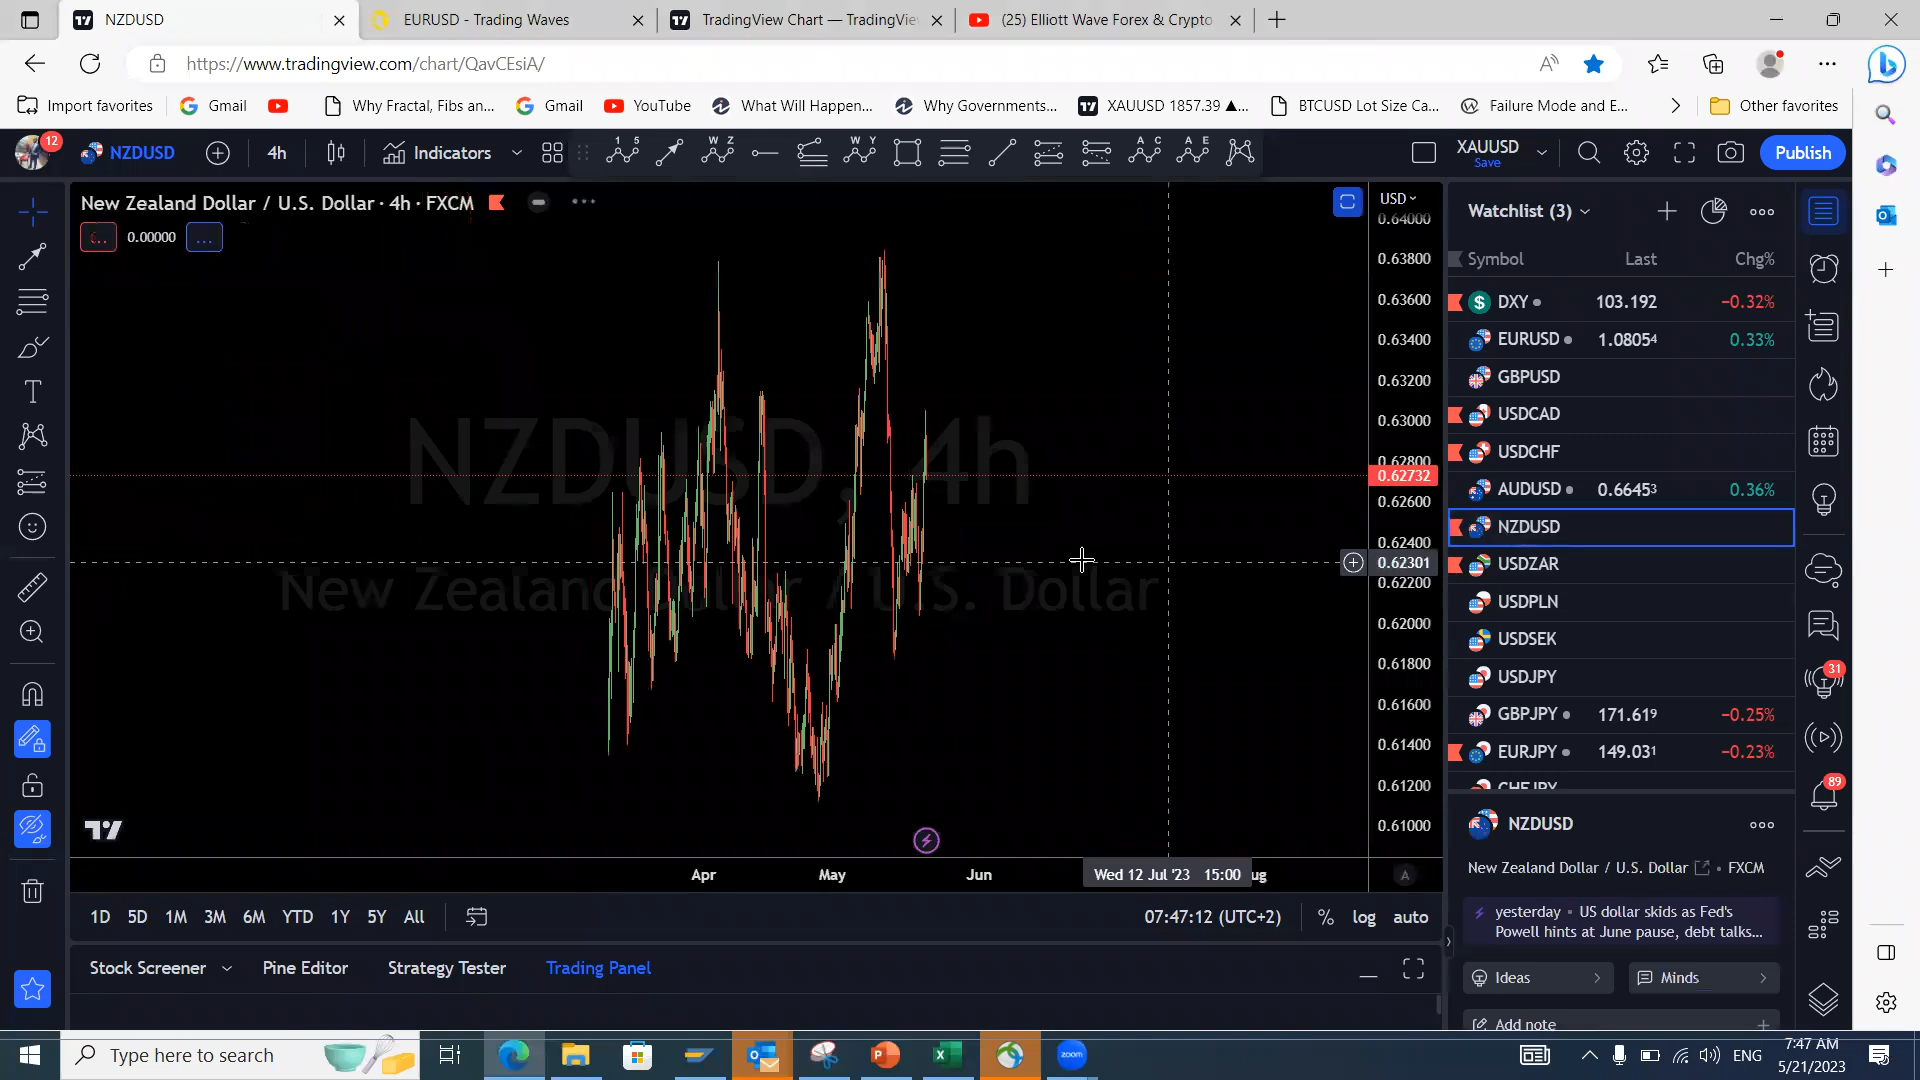 NZDUSD
EURUSD - Trading Waves
TradingView Chart — TradingVie
(25) Elliott Wave Forex & Crypto
https://www.tradingview.com/chart/QavCEsiA/
Import favorites
Gmail
Why Fractal, Fibs an...
Gmail
YouTube
What Will Happen...
Why Governments...
XAUUSD 1857.39 ▲...
BTCUSD Lot Size Ca...
Failure Mode and E...
Other favorites
12
NZDUSD
4h
Indicators
XAUUSD
Save
Publish
New Zealand Dollar / U.S. Dollar · 4h · FXCM
0.00000
USD
NZDUSD, 4h
New Zealand Dollar / U.S. Dollar
0.64000
0.63800
0.63600
0.63400
0.63200
0.63000
0.62800
0.62732
0.62600
0.62400
0.62301
0.62200
0.62000
0.61800
0.61600
0.61400
0.61200
0.61000
Apr
May
Jun
Wed 12 Jul '23 15:00
ug
A
1D 5D 1M 3M 6M YTD 1Y 5Y All
07:47:12 (UTC+2)
% log auto
Stock Screener
Pine Editor
Strategy Tester
Trading Panel
Watchlist (3)
Symbol Last Chg%
DXY 103.192 −0.32%
EURUSD 1.08054 0.33%
GBPUSD
USDCAD
USDCHF
AUDUSD 0.66453 0.36%
NZDUSD
USDZAR
USDPLN
USDSEK
USDJPY
GBPJPY 171.619 −0.25%
EURJPY 149.031 −0.23%
CHFJPY
NZDUSD
New Zealand Dollar / U.S. Dollar • FXCM
yesterday • US dollar skids as Fed's
Powell hints at June pause, debt talks...
Ideas
Minds
Add note
31
89
Type here to search
zoom
ENG
7:47 AM
5/21/2023